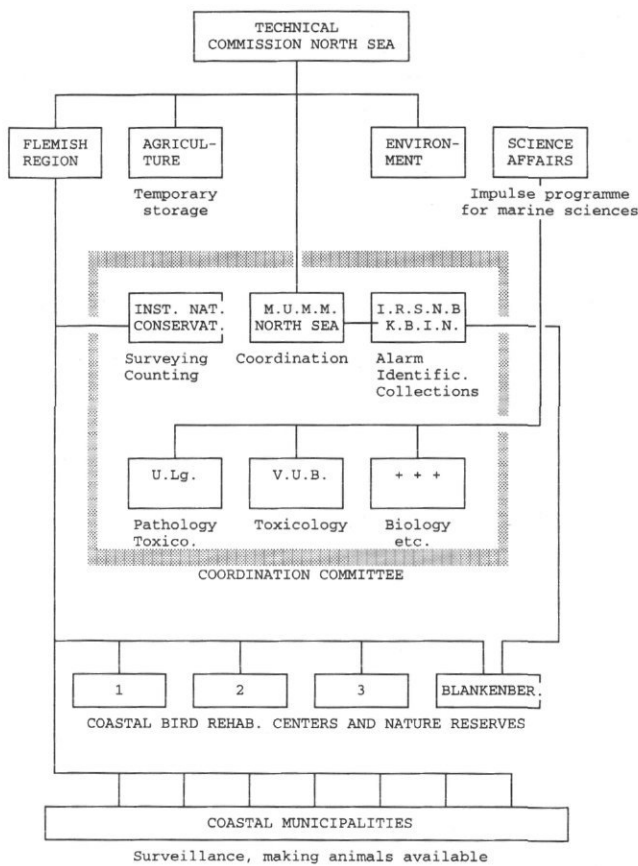 TECHNICAL
COMMISSION NORTH SEA
FLEMISH
REGION
AGRICUL-
TURE
ENVIRON-
MENT
SCIENCE
AFFAIRS
Temporary
storage
Impulse programme
for marine sciences
INST. NAT.
CONSERVAT.
M.U.M.M.
NORTH SEA
I.R.S.N.B
K.B.I.N.
Surveying
Counting
Coordination
Alarm
Identific.
Collections
U.Lg.
V.U.B.
+ + +
Pathology
Toxico.
Toxicology
Biology
etc.
COORDINATION COMMITTEE
1
2
3
BLANKENBER.
COASTAL BIRD REHAB. CENTERS AND NATURE RESERVES
COASTAL MUNICIPALITIES
Surveillance, making animals available